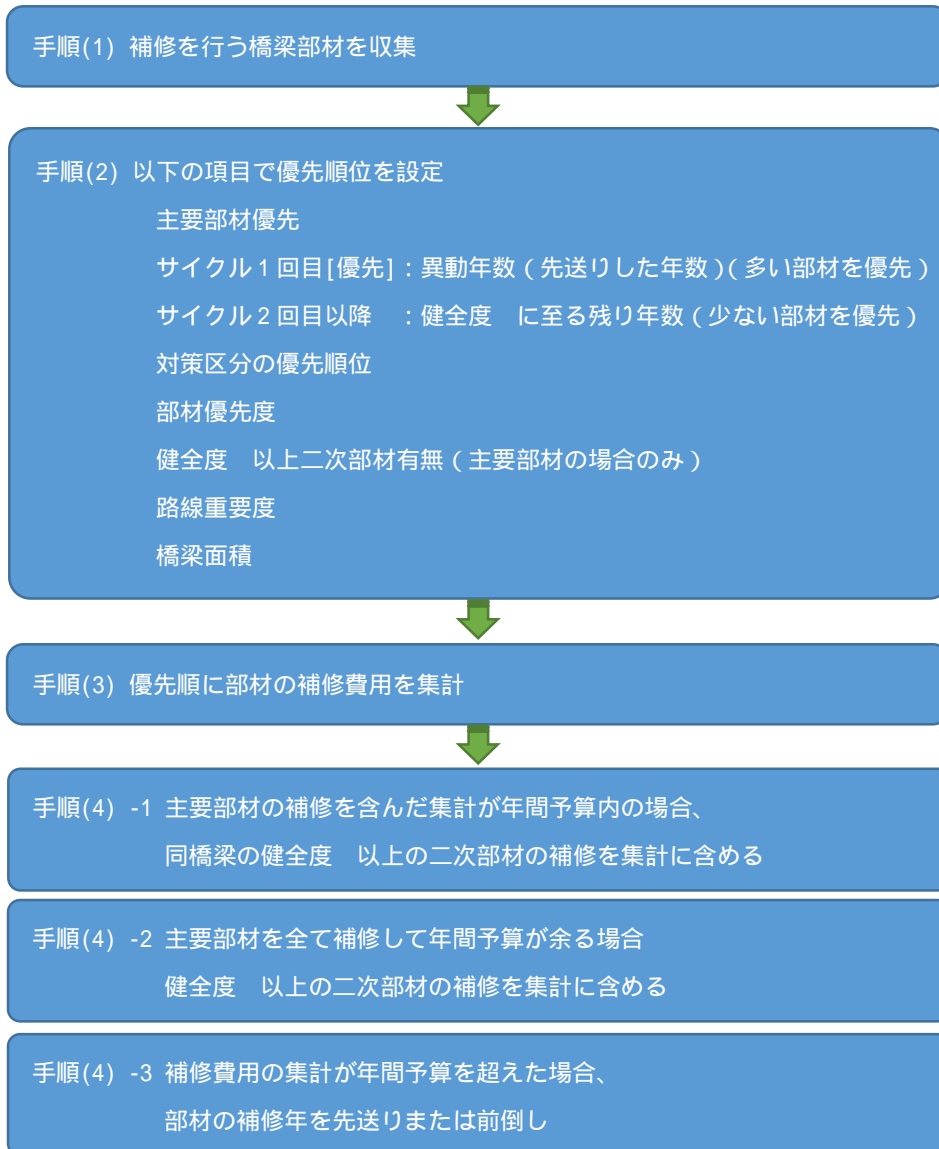 手順(1) 補修を行う橋梁部材を収集
手順(2) 以下の項目で優先順位を設定
主要部材優先
サイクル1回目[優先]：異動年数（先送りした年数）（多い部材を優先）
サイクル2回目以降　：健全度　に至る残り年数（少ない部材を優先）
対策区分の優先順位
部材優先度
健全度　以上二次部材有無（主要部材の場合のみ）
路線重要度
橋梁面積
手順(3) 優先順に部材の補修費用を集計
手順(4) -1 主要部材の補修を含んだ集計が年間予算内の場合、
同橋梁の健全度　以上の二次部材の補修を集計に含める
手順(4) -2 主要部材を全て補修して年間予算が余る場合
健全度　以上の二次部材の補修を集計に含める
手順(4) -3 補修費用の集計が年間予算を超えた場合、
部材の補修年を先送りまたは前倒し